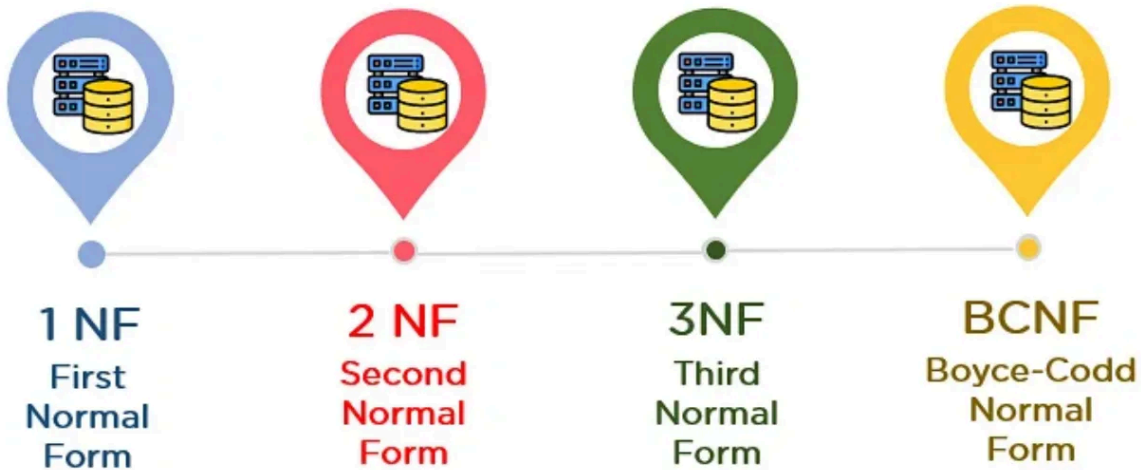 1 NF
First
Normal
Form
2 NF
Second
Normal
Form
3NF
Third
Normal
Form
BCNF
Boyce-Codd
Normal
Form